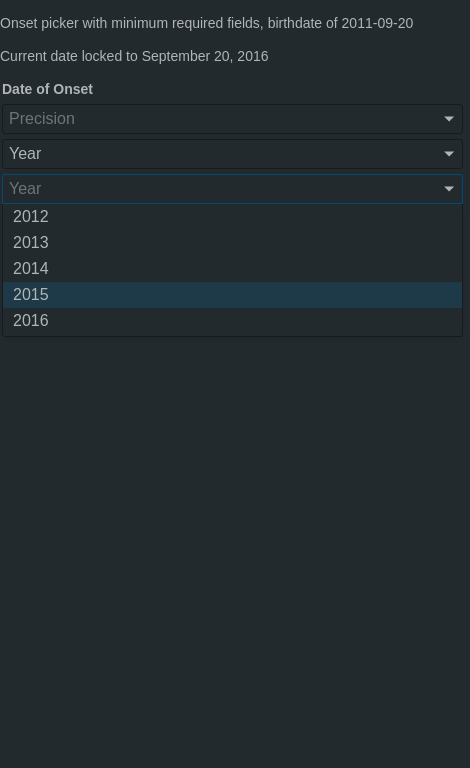 Onset picker with minimum required fields, birthdate of 2011-09-20
Current date locked to September 20, 2016
Date of Onset
Precision
Year
Year
2012
2013
2014
2015
2016